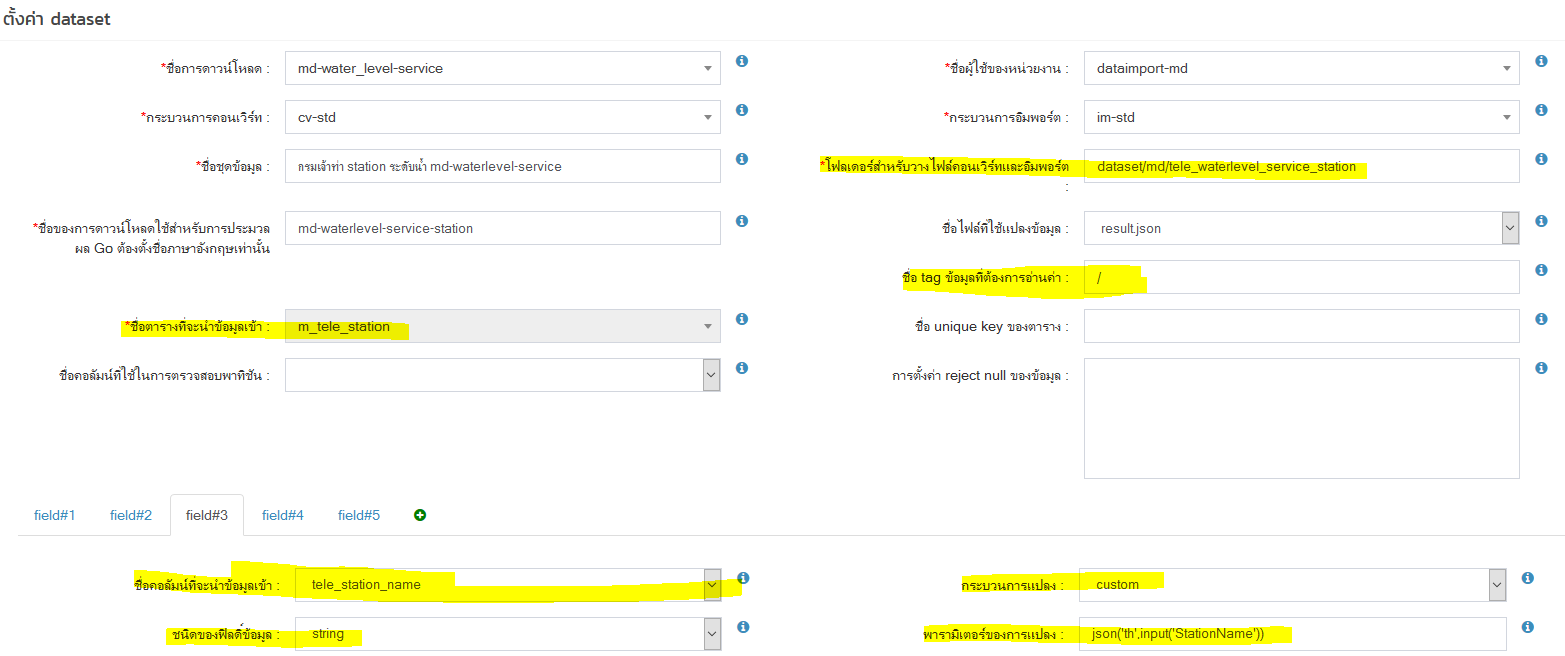 ตั้งค่า dataset
*ชื่อการดาวน์โหลด : md-water_level-service
*ชื่อผู้ใช้ของหน่วยงาน : dataimport-md
*กระบวนการคอนเวิร์ท : cv-std
*กระบวนการอิมพอร์ต : im-std
*ชื่อชุดข้อมูล : กรมเจ้าท่า station ระดับน้ำ md-waterlevel-service
*โฟลเดอร์สำหรับวางไฟล์คอนเวิร์ทและอิมพอร์ต dataset/md/tele_waterlevel_service_station
:
*ชื่อของการดาวน์โหลดใช้สำหรับการประมวล md-waterlevel-service-station
ผล Go ต้องตั้งชื่อภาษาอังกฤษเท่านั้น
ชื่อไฟล์ที่ใช้แปลงข้อมูล : result.json
ชื่อ tag ข้อมูลที่ต้องการอ่านค่า : /
*ชื่อตารางที่จะนำข้อมูลเข้า : m_tele_station
ชื่อ unique key ของตาราง :
ชื่อคอลัมน์ที่ใช้ในการตรวจสอบพาทิชัน :
การตั้งค่า reject null ของข้อมูล :
field#1 field#2 field#3 field#4 field#5
ชื่อคอลัมน์ที่จะนำข้อมูลเข้า : tele_station_name
กระบวนการแปลง : custom
ชนิดของฟิลด์ข้อมูล : string
พารามิเตอร์ของการแปลง : json('th',input('StationName'))